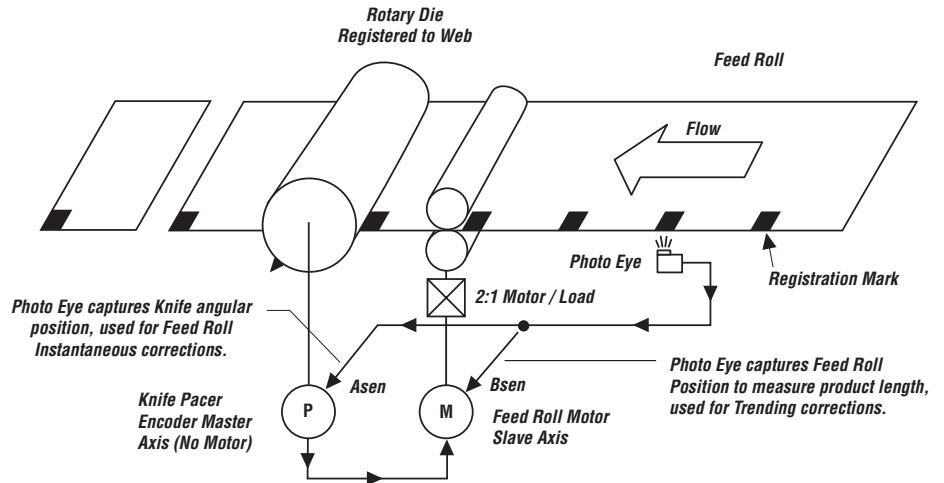 Rotary Die
Registered to Web
Feed Roll
Flow
Photo Eye
Registration Mark
2:1 Motor / Load
Photo Eye captures Knife angular
position, used for Feed Roll
Instantaneous corrections.
Photo Eye captures Feed Roll
Position to measure product length,
used for Trending corrections.
Asen
Bsen
Knife Pacer
Encoder Master
Axis (No Motor)
P
M
Feed Roll Motor
Slave Axis